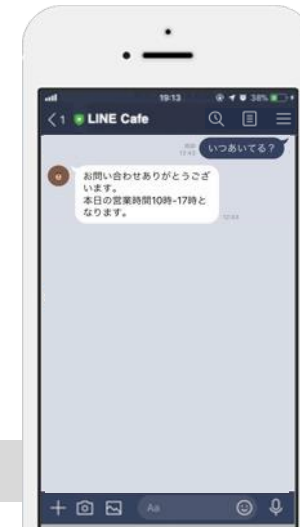 19:13
38%
1 LINE Cafe
いつあいてる?
お問い合わせありがとうござ
います。
本日の営業時間10時-17時と
なります。
Aa